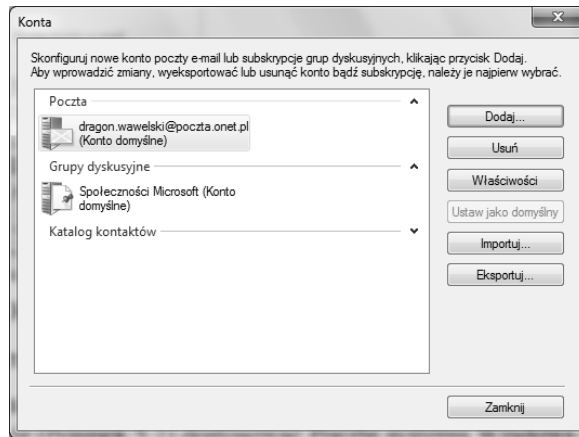 Konta
Skonfiguruj nowe konto poczty e-mail lub subskrypcje grup dyskusyjnych, klikając przycisk Dodaj.
Aby wprowadzić zmiany, wyeksportować lub usunąć konto bądź subskrypcję, należy je najpierw wybrać.
Poczta
dragon.wawelski@poczta.onet.pl
(Konto domyślne)
Grupy dyskusyjne
Społeczności Microsoft (Konto
domyślne)
Katalog kontaktów
Dodaj...
Usuń
Właściwości
Ustaw jako domyślny
Importuj...
Eksportuj...
Zamknij